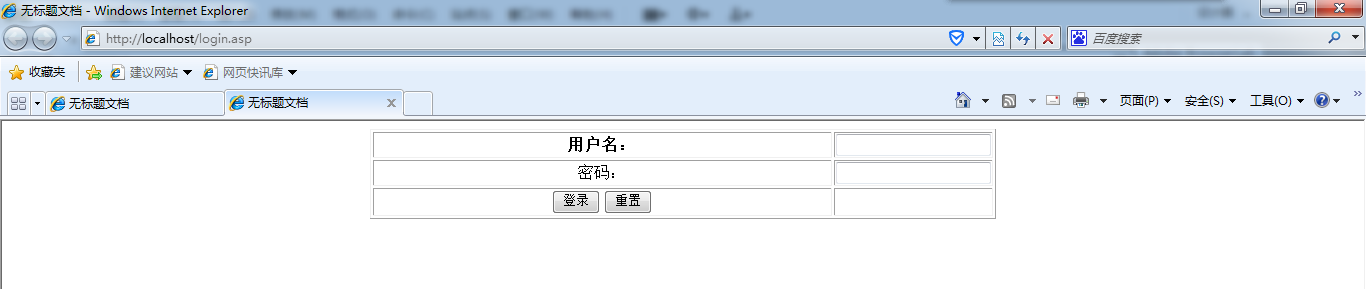 无标题文档 - Windows Internet Explorer
http://localhost/login.asp
百度搜索
收藏夹
建议网站
网页快讯库
无标题文档
无标题文档
页面(P)
安全(S)
工具(O)
用户名：
密码：
登录
重置